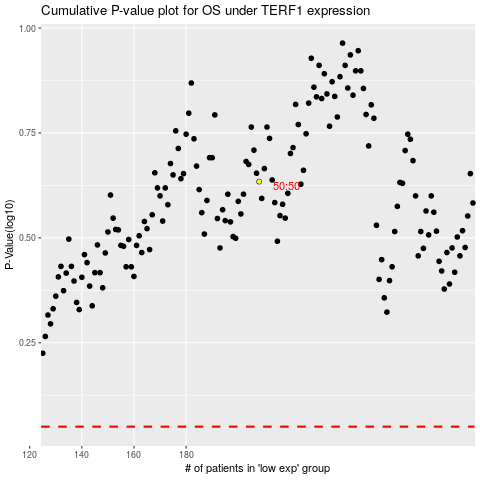 Cumulative P-value plot for OS under TERF1 expression
1.00
0.75
0.50
0.25
P-Value(log10)
50:50
120 140 160 180
# of patients in 'low exp' group